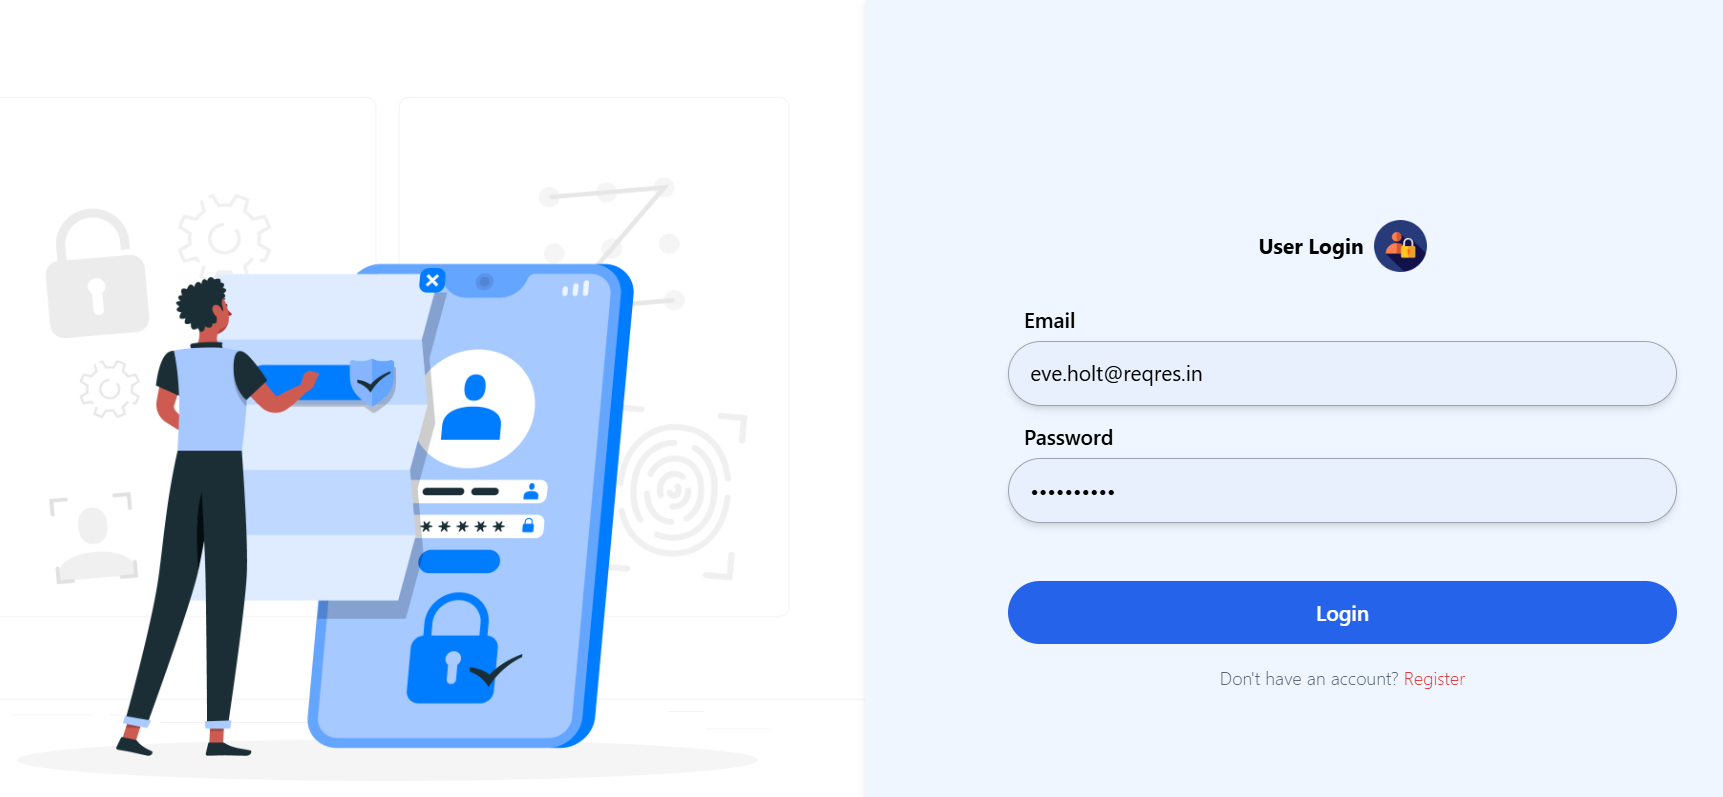 User Login
Email
eve.holt@reqres.in
Password
••••••••••
Login
Don't have an account? Register
*****